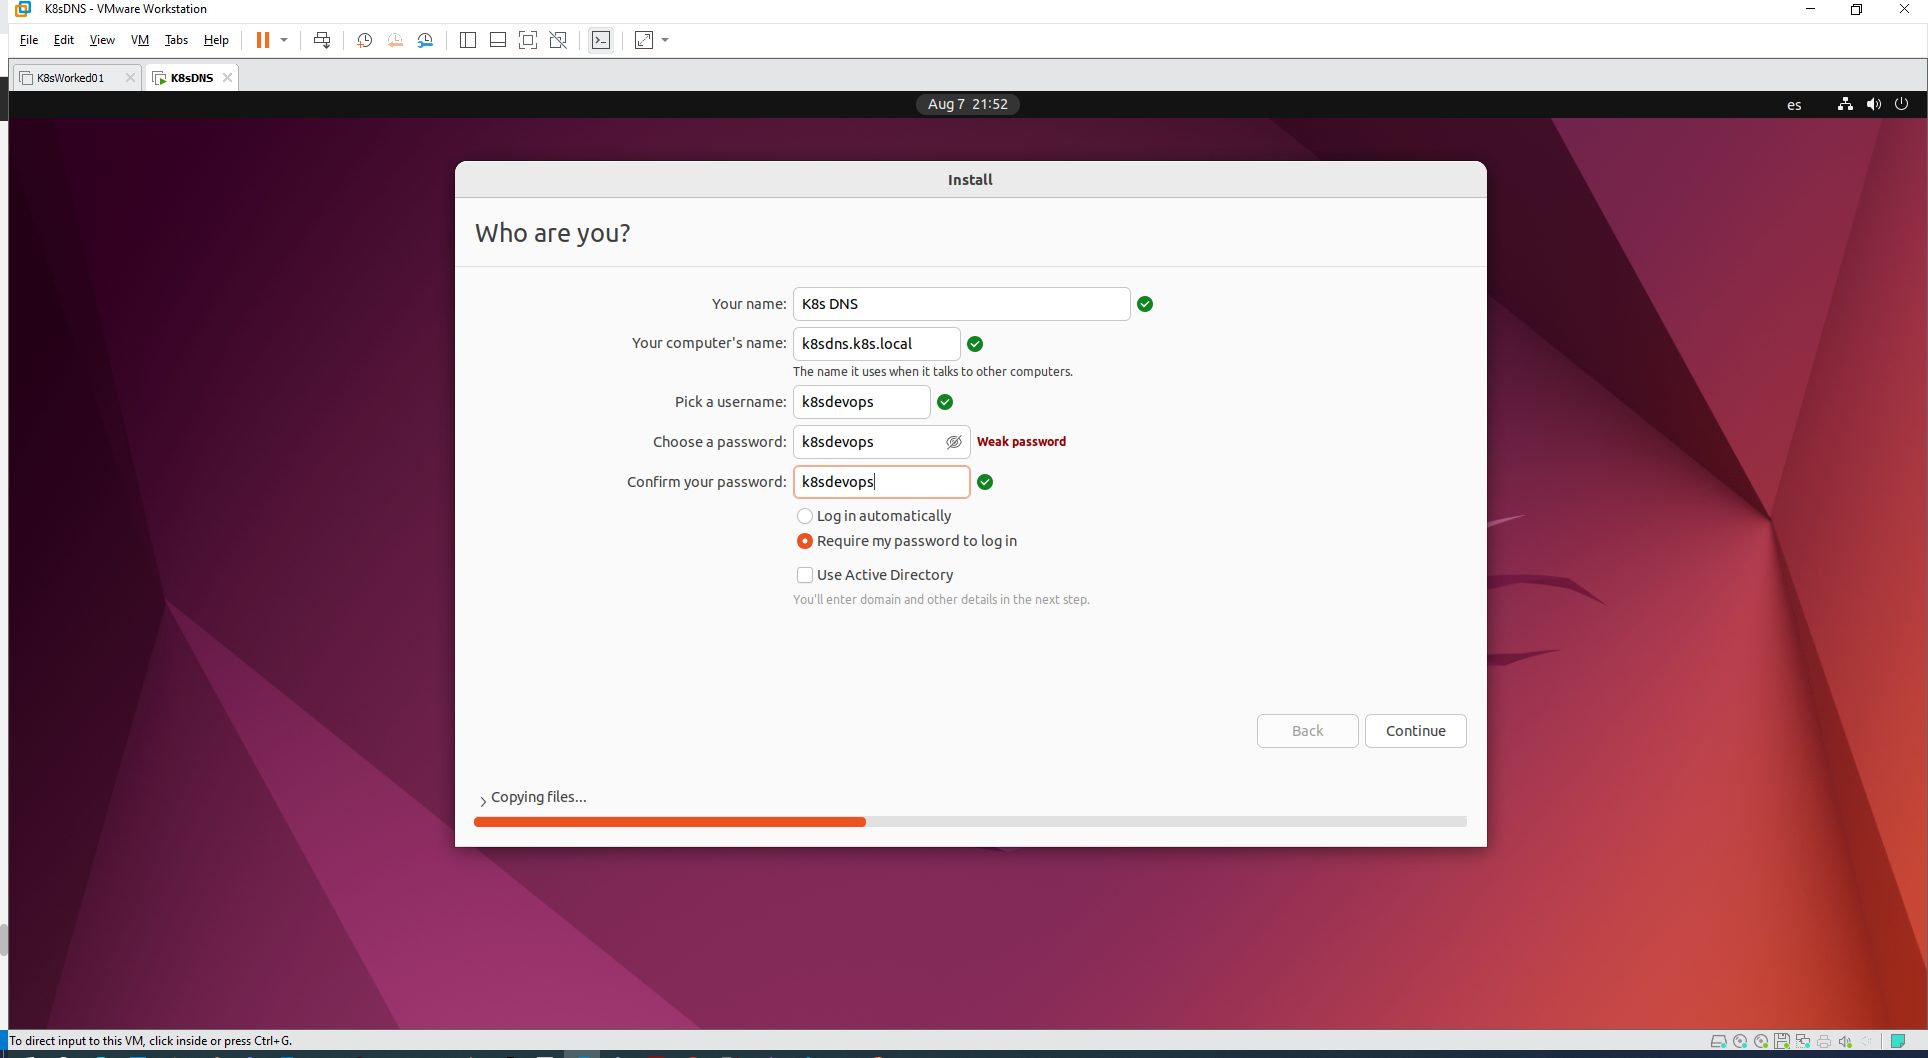 K8sDNS - VMware Workstation
File Edit View VM Tabs Help
K8sWorked01 K8sDNS
Aug 7 21:52 es
Install
Who are you?
Your name: K8s DNS
Your computer's name: k8sdns.k8s.local
The name it uses when it talks to other computers.
Pick a username: k8sdevops
Choose a password: k8sdevops Weak password
Confirm your password: k8sdevops
Log in automatically
Require my password to log in
Use Active Directory
You'll enter domain and other details in the next step.
Back Continue
Copying files...
To direct input to this VM, click inside or press Ctrl+G.